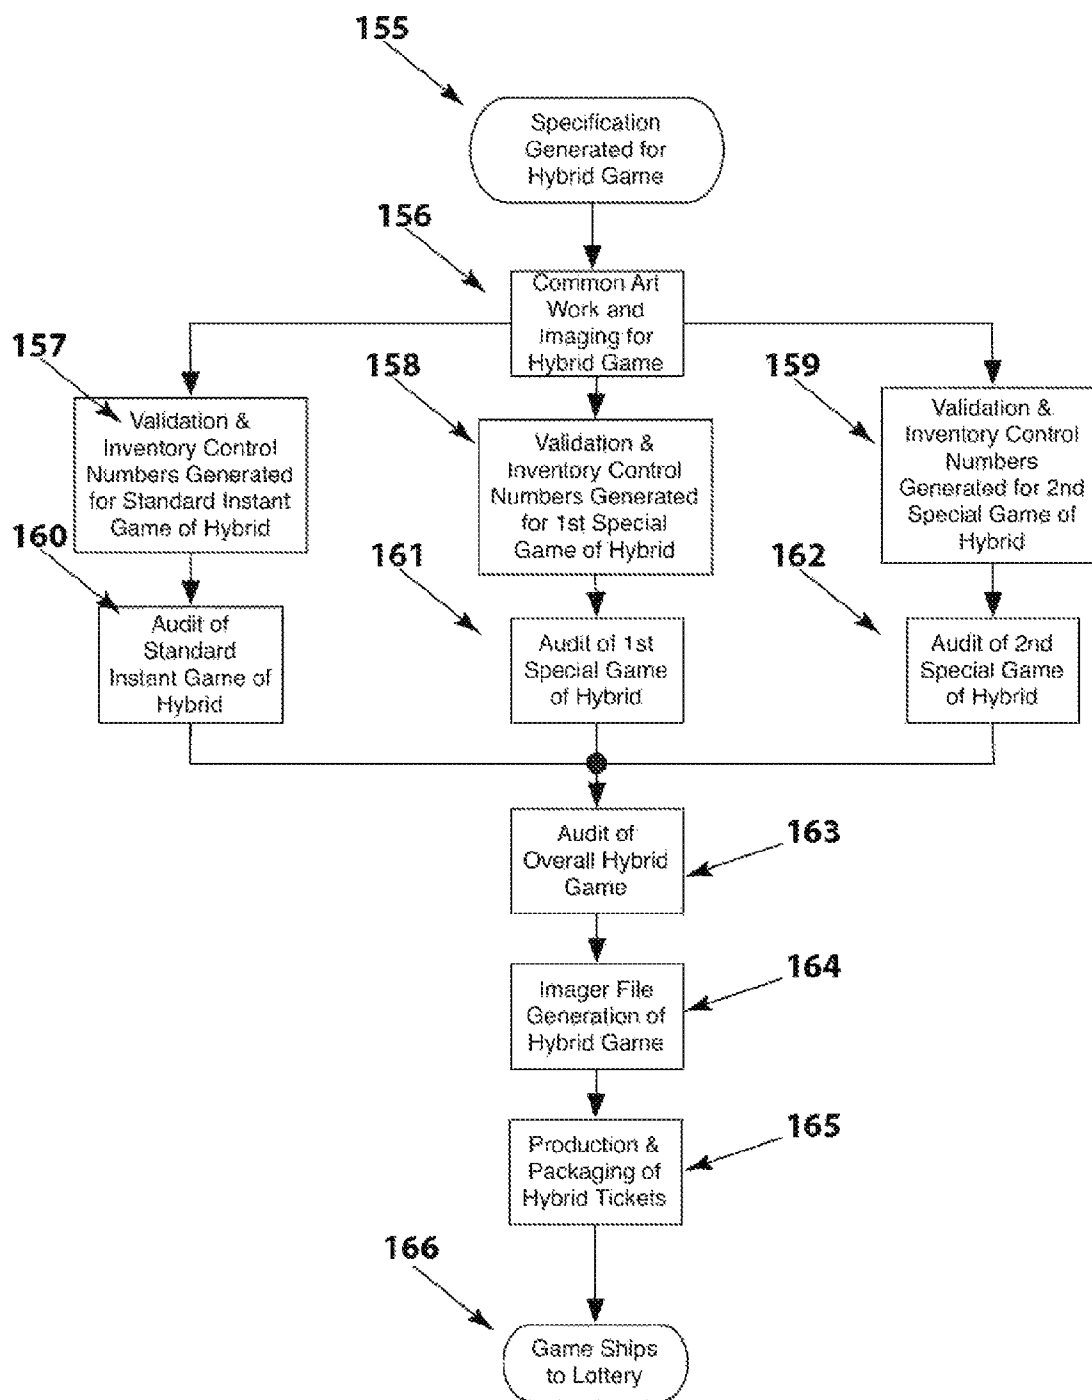 155
Specification
Generated for
Hybrid Game
156
Common Art
Work and
Imaging for
Hybrid Game
157
Validation &
Inventory Control
Numbers Generated
for Standard Instant
Game of Hybrid
158
Validation &
Inventory Control
Numbers Generated
for 1st Special
Game of Hybrid
159
Validation &
Inventory Control
Numbers
Generated for 2nd
Special Game of
Hybrid
160
Audit of
Standard
Instant Game of
Hybrid
161
Audit of 1st
Special Game
of Hybrid
162
Audit of 2nd
Special Game
of Hybrid
163
Audit of
Overall Hybrid
Game
164
Imager File
Generation of
Hybrid Game
165
Production &
Packaging of
Hybrid Tickets
166
Game Ships
to Lottery